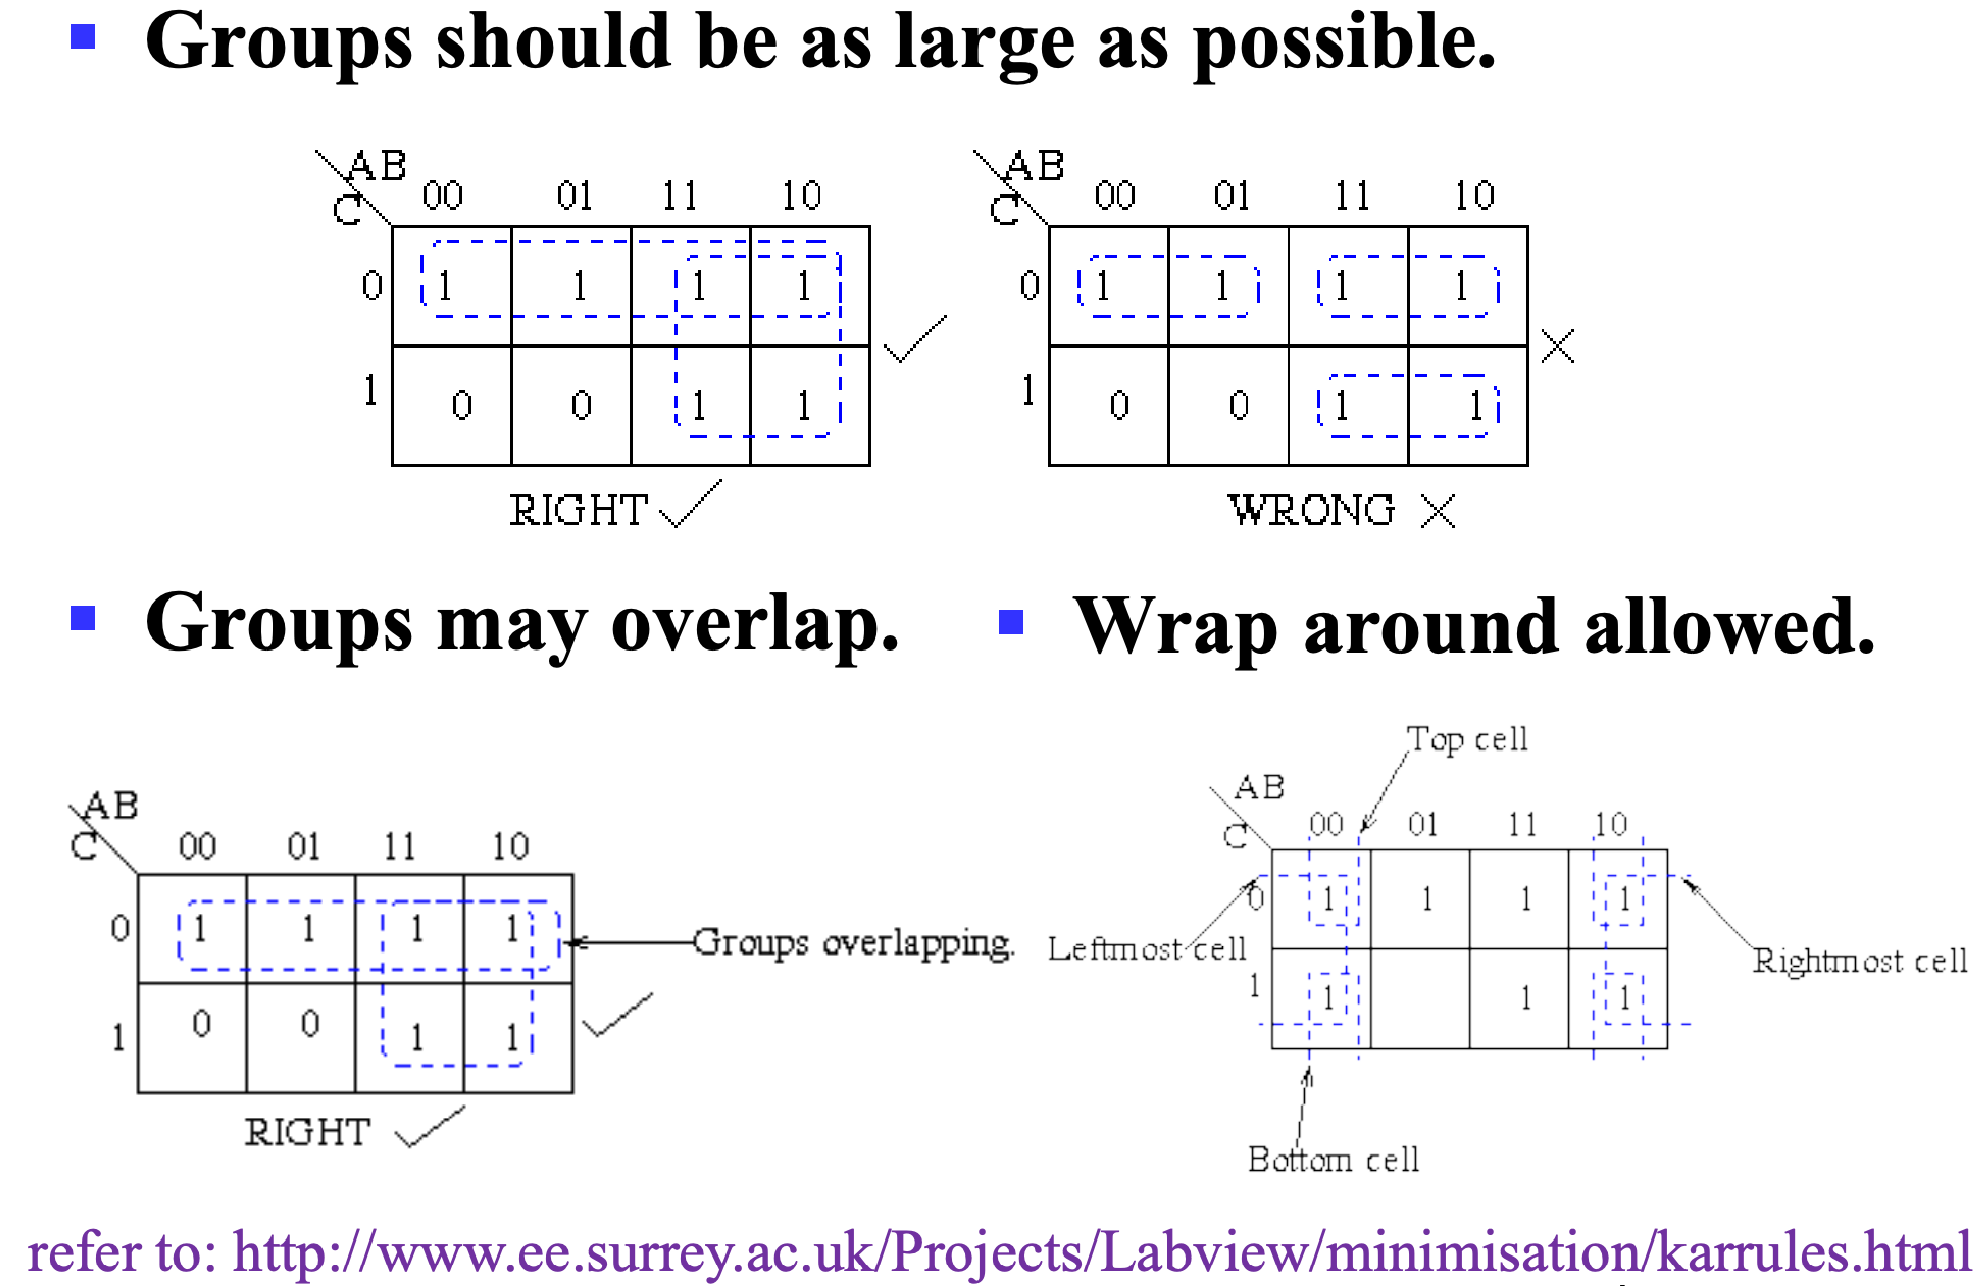 Groups should be as large as possible.
AB
C
00 01 11 10
0 1 1 1 1
1 0 0 1 1
RIGHT
AB
C
00 01 11 10
0 1 1 1 1
1 0 0 1 1
WRONG
Groups may overlap.
Wrap around allowed.
AB
C
00 01 11 10
0 1 1 1 1
1 0 0 1 1
Groups overlapping.
RIGHT
Top cell
AB
C
00 01 11 10
0 1 1 1 1
Leftmost cell
Rightmost cell
1 1 1 1
Bottom cell
refer to: http://www.ee.surrey.ac.uk/Projects/Labview/minimisation/karrules.html